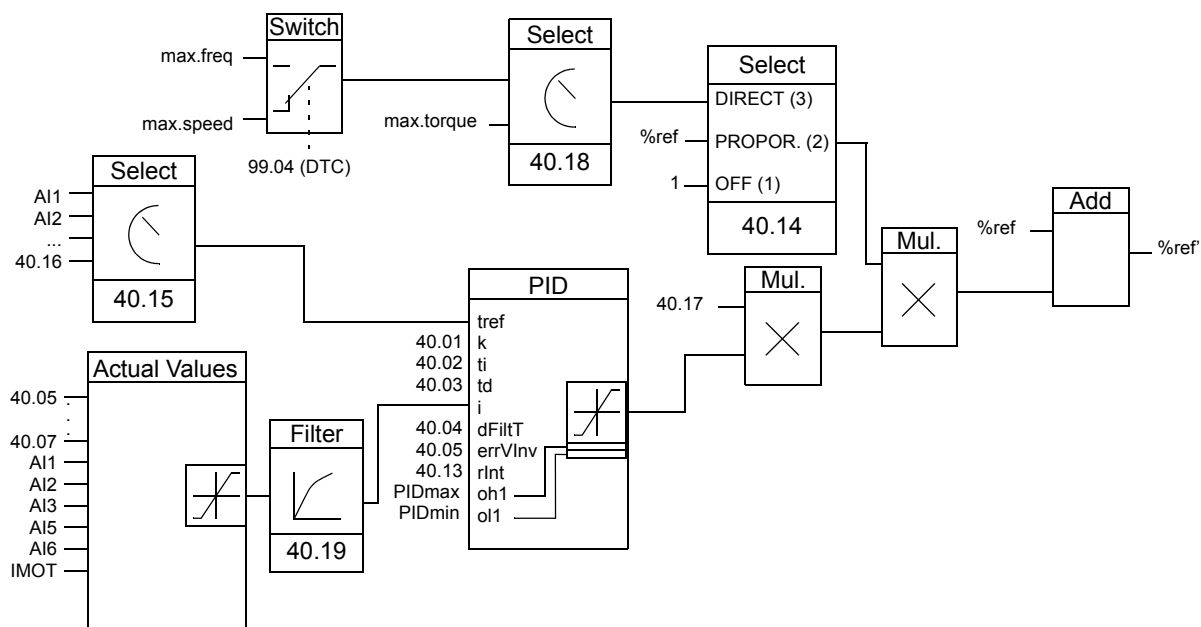 Switch
max.freq
max.speed
99.04 (DTC)
Select
max.torque
40.18
Select
DIRECT (3)
%ref
PROPOR. (2)
1
OFF (1)
40.14
Select
AI1
AI2
...
40.16
40.15
Add
%ref
%ref'
Mul.
Mul.
40.17
PID
tref
40.01 k
40.02 ti
40.03 td
i
40.04 dFiltT
40.05 errVInv
40.13 rInt
PIDmax oh1
PIDmin ol1
Actual Values
40.05
.
.
40.07
AI1
AI2
AI3
AI5
AI6
IMOT
Filter
40.19